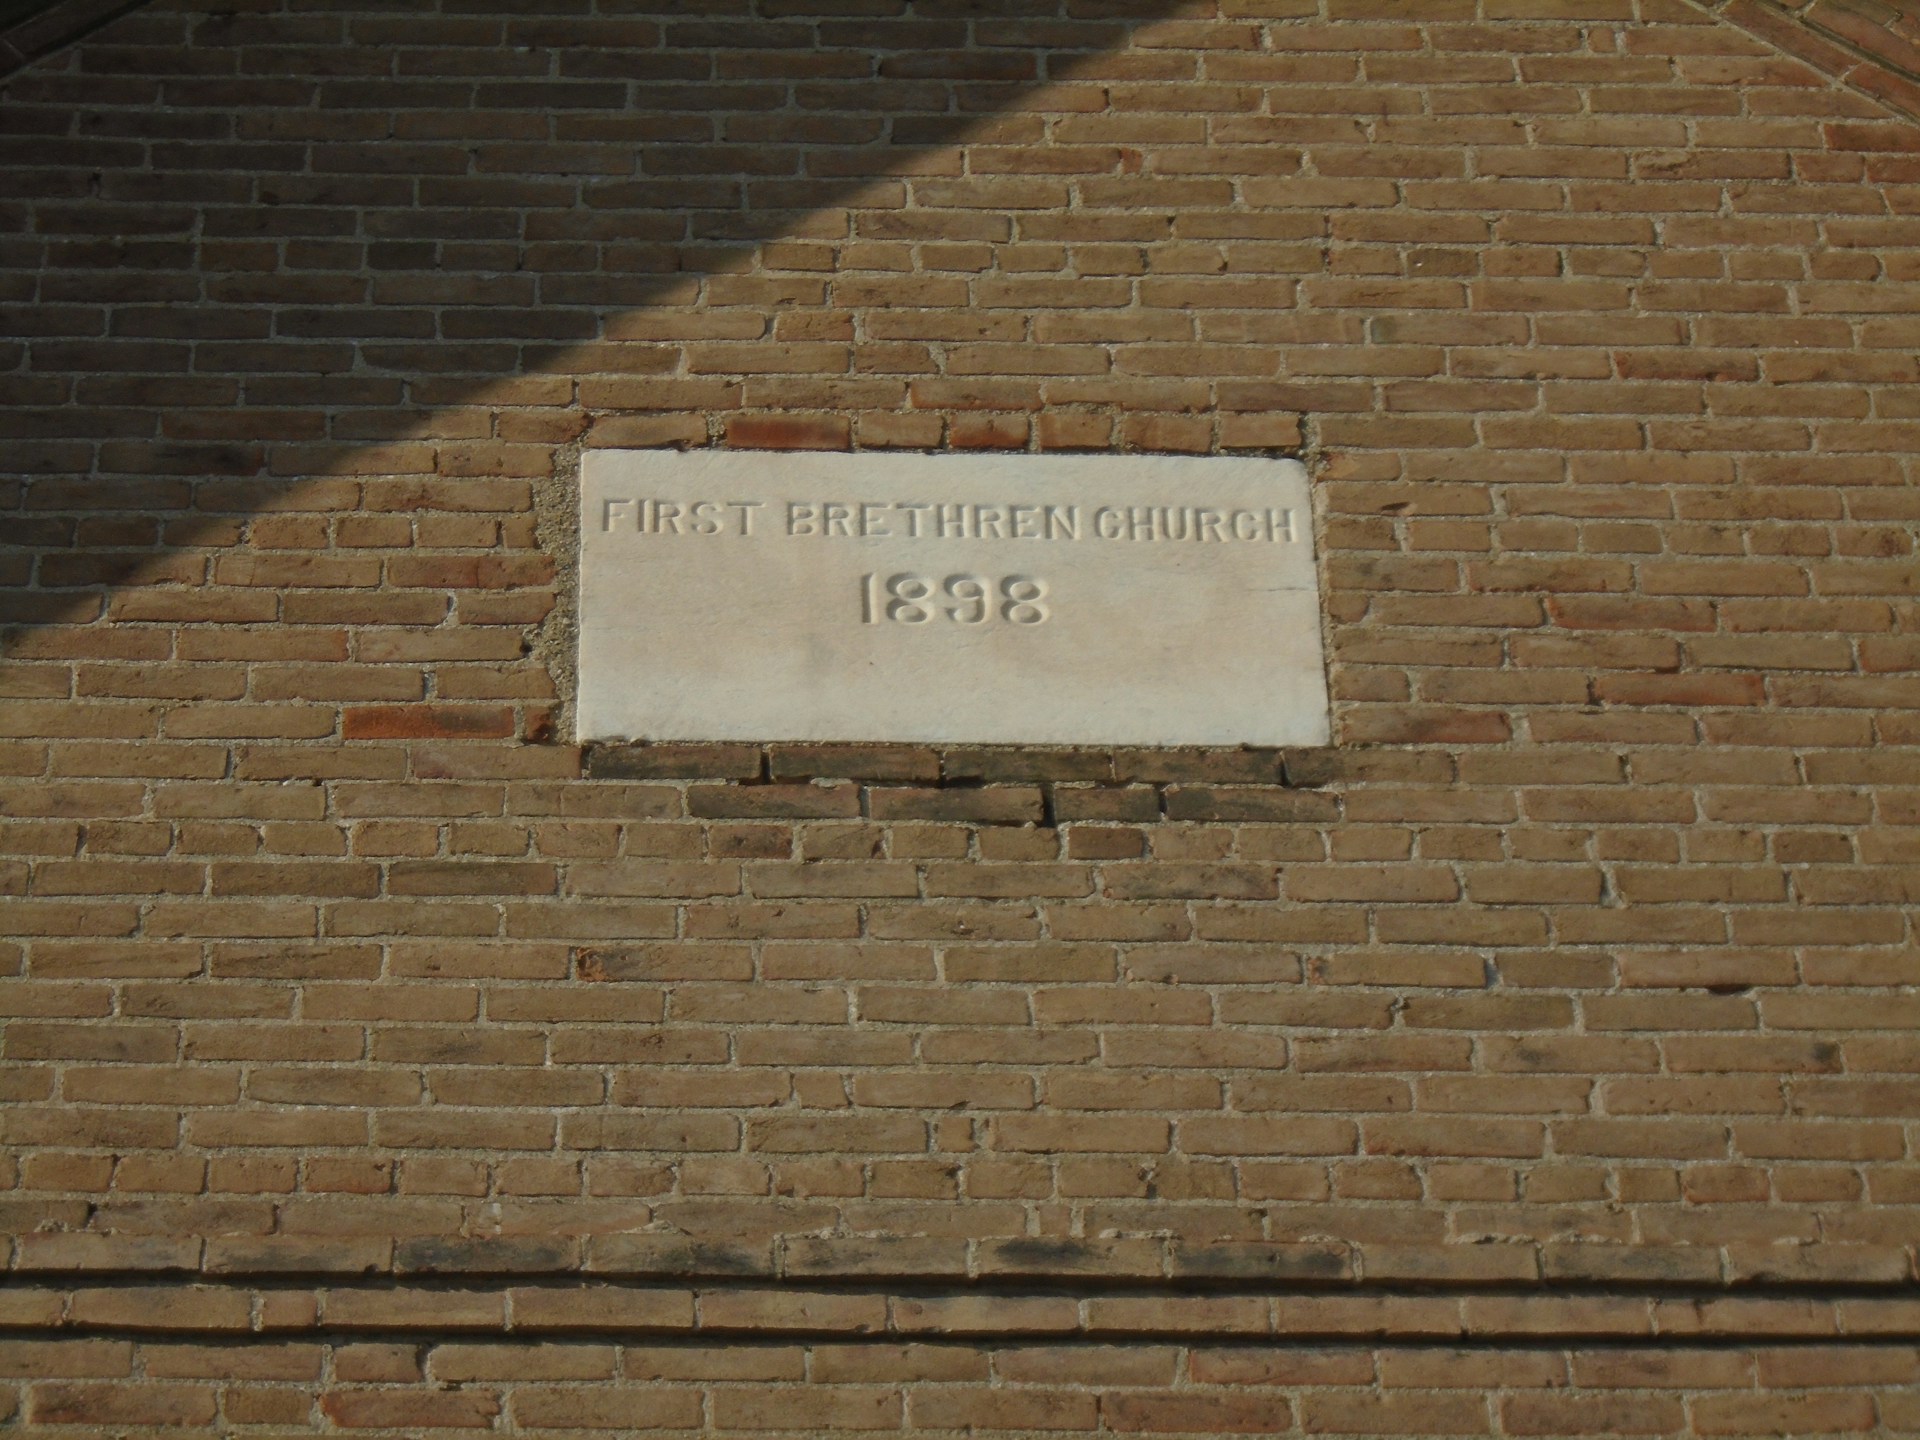 FIRST BRETHREN CHURCH
1898